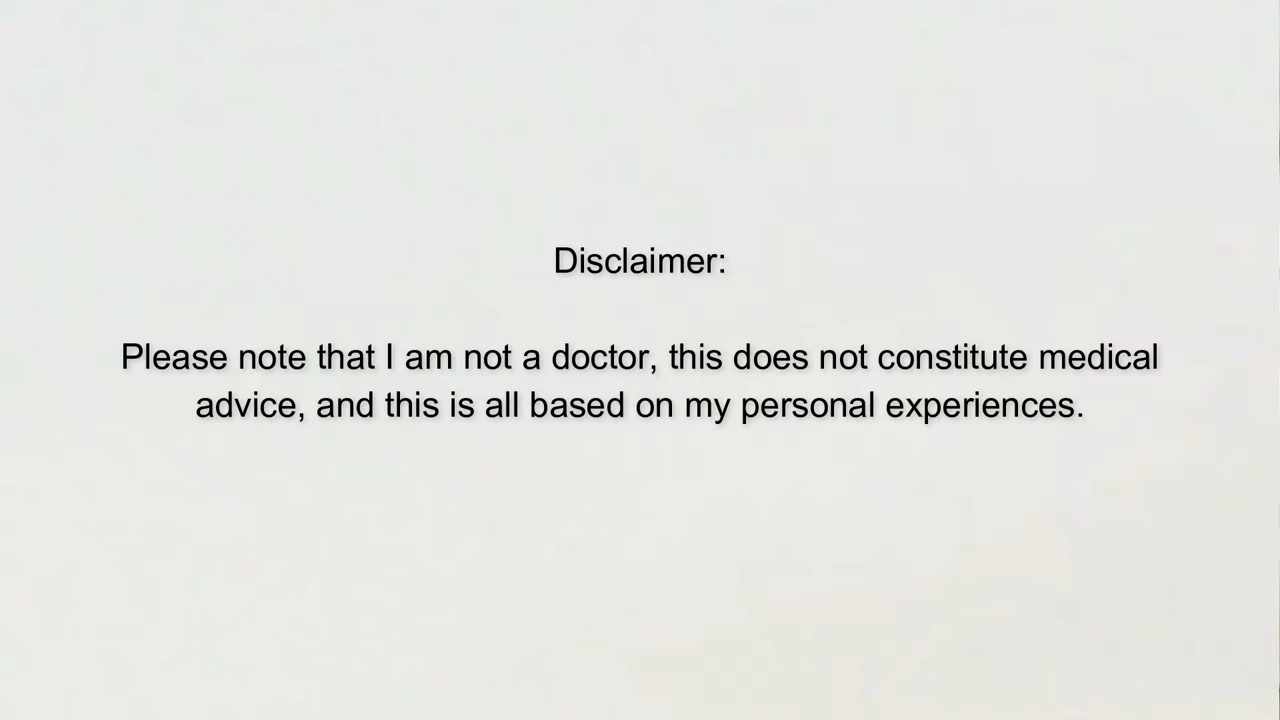 Disclaimer:
Please note that I am not a doctor, this does not constitute medical
advice, and this is all based on my personal experiences.